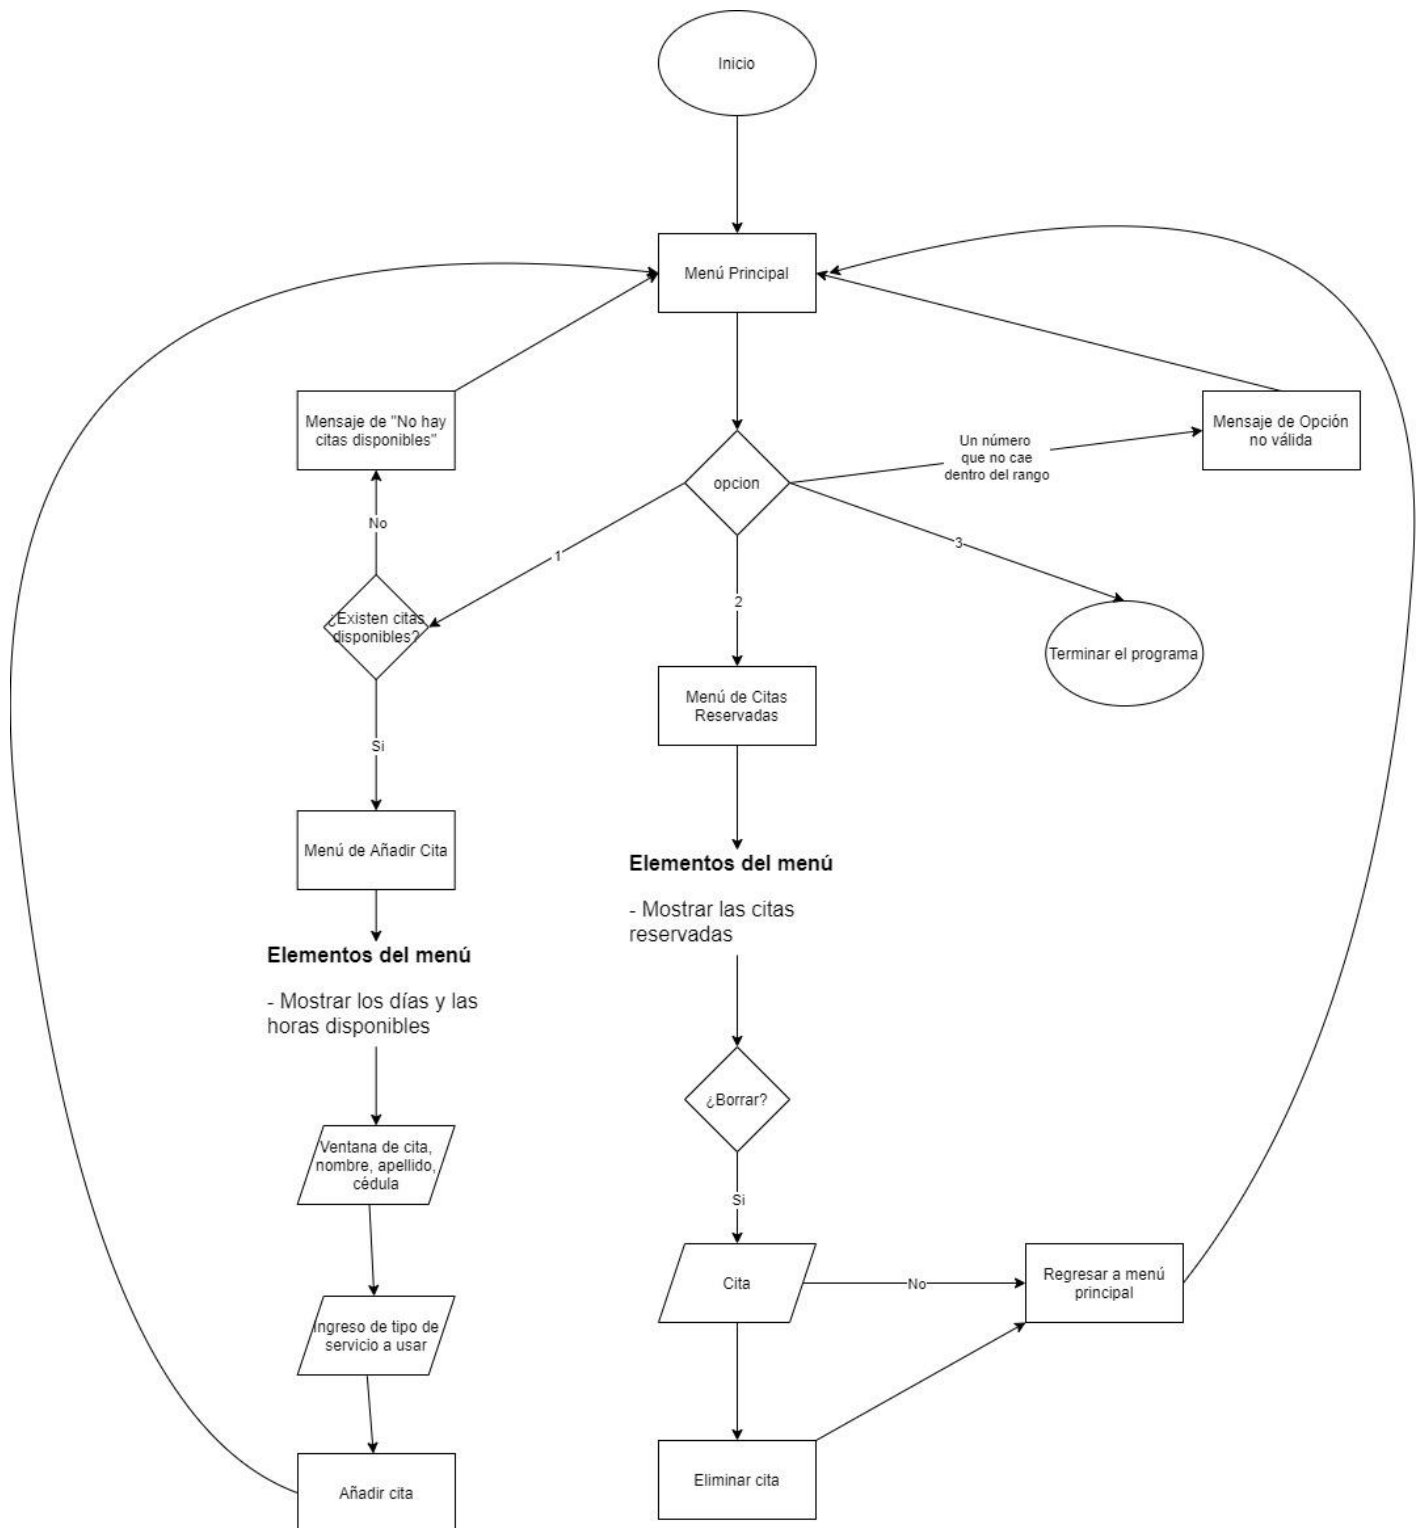 Inicio
Menú Principal
Mensaje de "No hay
citas disponibles"
Mensaje de Opción
no válida
Un número
que no cae
dentro del rango
opcion
No
1
3
2
¿Existen citas
disponibles?
Terminar el programa
Menú de Citas
Reservadas
Si
Menú de Añadir Cita
Elementos del menú
- Mostrar las citas
reservadas
Elementos del menú
- Mostrar los días y las
horas disponibles
¿Borrar?
Ventana de cita,
nombre, apellido,
cédula
Si
Cita
No
Regresar a menú
principal
Ingreso de tipo de
servicio a usar
Eliminar cita
Añadir cita